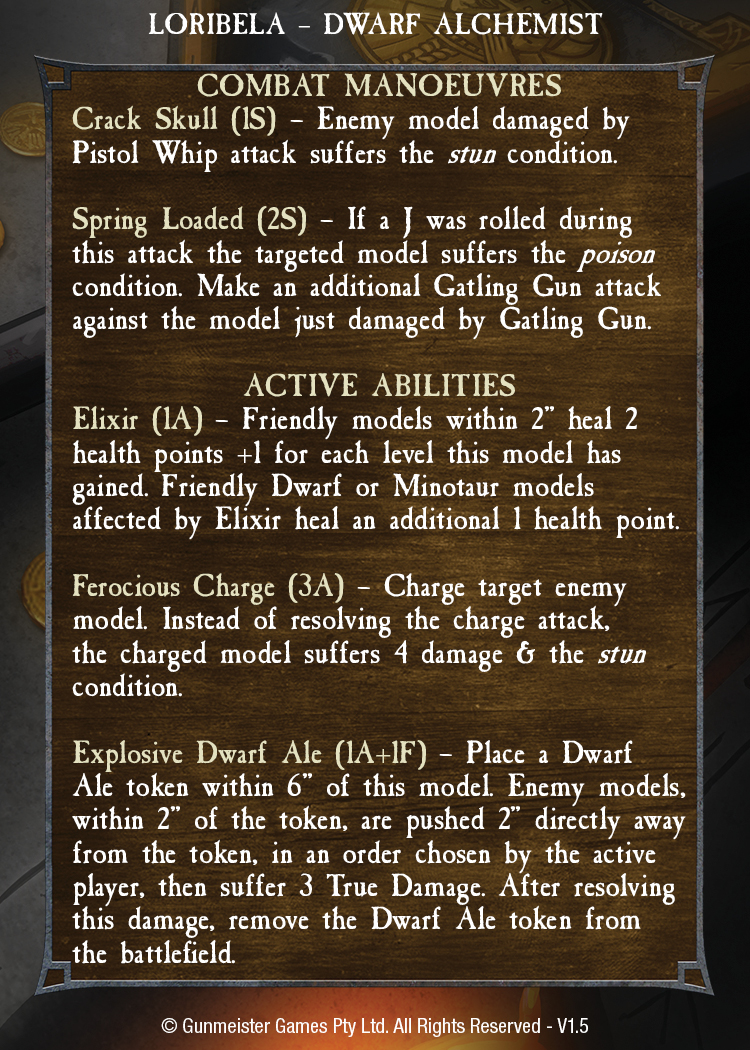 LORIBELA – DWARF ALCHEMIST
COMBAT MANOEUVRES
Crack Skull (1S) – Enemy model damaged by
Pistol Whip attack suffers the stun condition.
Spring Loaded (2S) – If a J was rolled during
this attack the targeted model suffers the poison
condition. Make an additional Gatling Gun attack
against the model just damaged by Gatling Gun.
ACTIVE ABILITIES
Elixir (1A) – Friendly models within 2” heal 2
health points +1 for each level this model has
gained. Friendly Dwarf or Minotaur models
affected by Elixir heal an additional 1 health point.
Ferocious Charge (3A) – Charge target enemy
model. Instead of resolving the charge attack,
the charged model suffers 4 damage & the stun
condition.
Explosive Dwarf Ale (1A+1F) – Place a Dwarf
Ale token within 6” of this model. Enemy models,
within 2” of the token, are pushed 2” directly away
from the token, in an order chosen by the active
player, then suffer 3 True Damage. After resolving
this damage, remove the Dwarf Ale token from
the battlefield.
© Gunmeister Games Pty Ltd. All Rights Reserved - V1.5